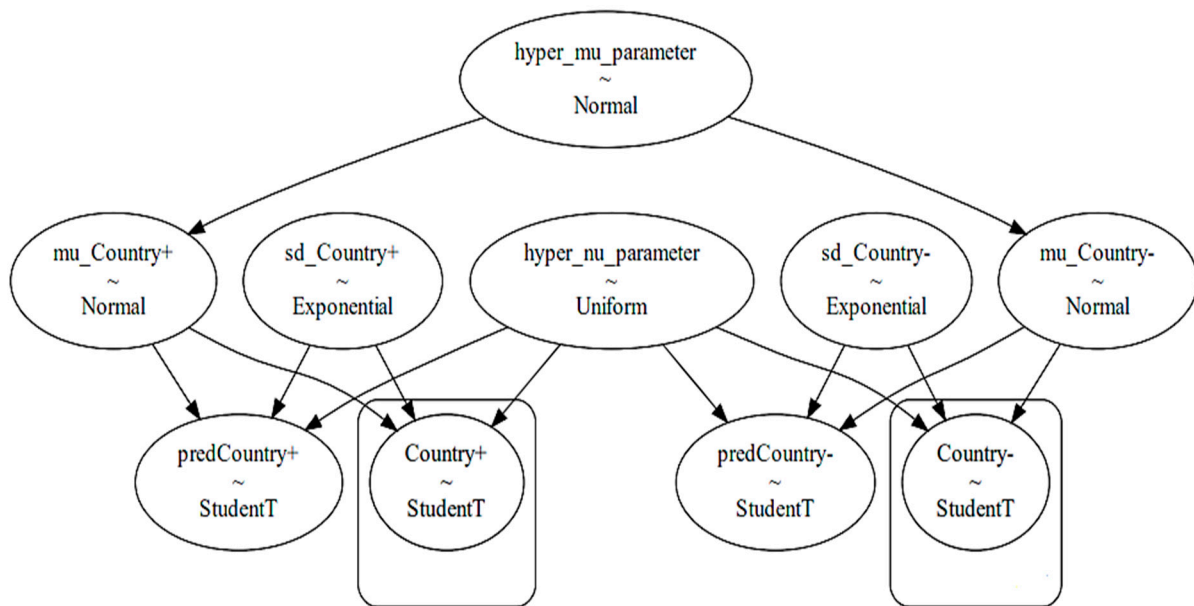 hyper_mu_parameter
~
Normal
mu_Country+
~
Normal
sd_Country+
~
Exponential
hyper_nu_parameter
~
Uniform
sd_Country-
~
Exponential
mu_Country-
~
Normal
predCountry+
~
StudentT
Country+
~
StudentT
predCountry-
~
StudentT
Country-
~
StudentT